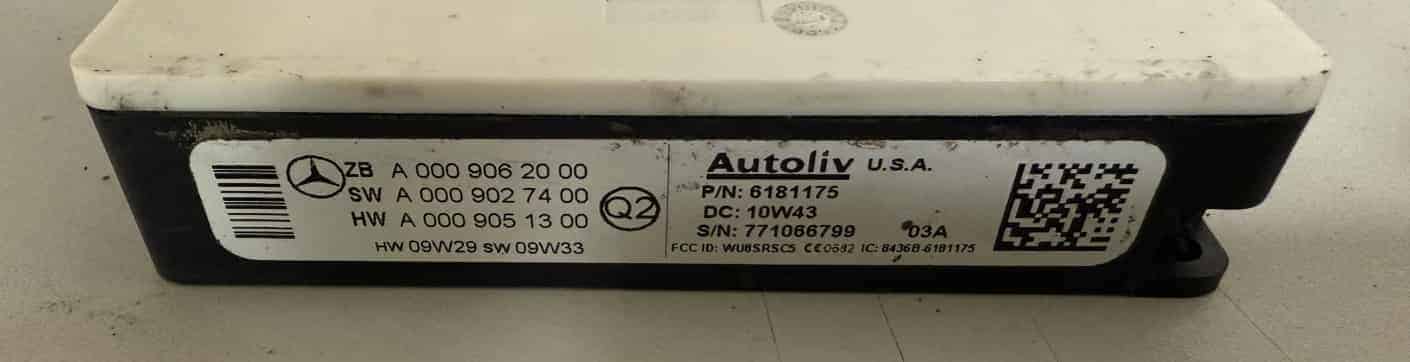 ZB A 000 906 20 00
SW A 000 902 74 00
HW A 000 905 13 00
Q2
HW 09W29 SW 09W33
Autoliv U.S.A.
P/N: 6181175
DC: 10W43
S/N: 771066799 03A
FCC ID: WU8SRSC5 CE0682 IC: 8436B-6181175